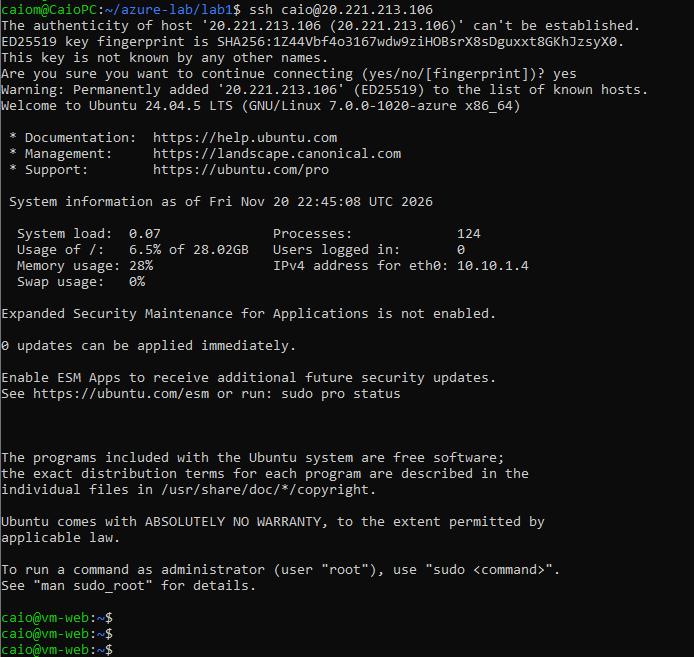 caiom@CaioPC:~/azure-lab/lab1$ ssh caio@20.221.213.106
The authenticity of host '20.221.213.106 (20.221.213.106)' can't be established.
ED25519 key fingerprint is SHA256:1Z44Vbf4o3167wdw9ziHOBsrX8sDguxxt8GKhJzsyX0.
This key is not known by any other names.
Are you sure you want to continue connecting (yes/no/[fingerprint])? yes
Warning: Permanently added '20.221.213.106' (ED25519) to the list of known hosts.
Welcome to Ubuntu 24.04.5 LTS (GNU/Linux 7.0.0-1020-azure x86_64)
* Documentation:  https://help.ubuntu.com
* Management:     https://landscape.canonical.com
* Support:        https://ubuntu.com/pro
System information as of Fri Nov 20 22:45:08 UTC 2026
System load:  0.07               Processes:             124
Usage of /:   6.5% of 28.02GB   Users logged in:       0
Memory usage: 28%                IPv4 address for eth0: 10.10.1.4
Swap usage:   0%
Expanded Security Maintenance for Applications is not enabled.
0 updates can be applied immediately.
Enable ESM Apps to receive additional future security updates.
See https://ubuntu.com/esm or run: sudo pro status
The programs included with the Ubuntu system are free software;
the exact distribution terms for each program are described in the
individual files in /usr/share/doc/*/copyright.
Ubuntu comes with ABSOLUTELY NO WARRANTY, to the extent permitted by
applicable law.
To run a command as administrator (user "root"), use "sudo <command>".
See "man sudo_root" for details.
caio@vm-web:~$
caio@vm-web:~$
caio@vm-web:~$